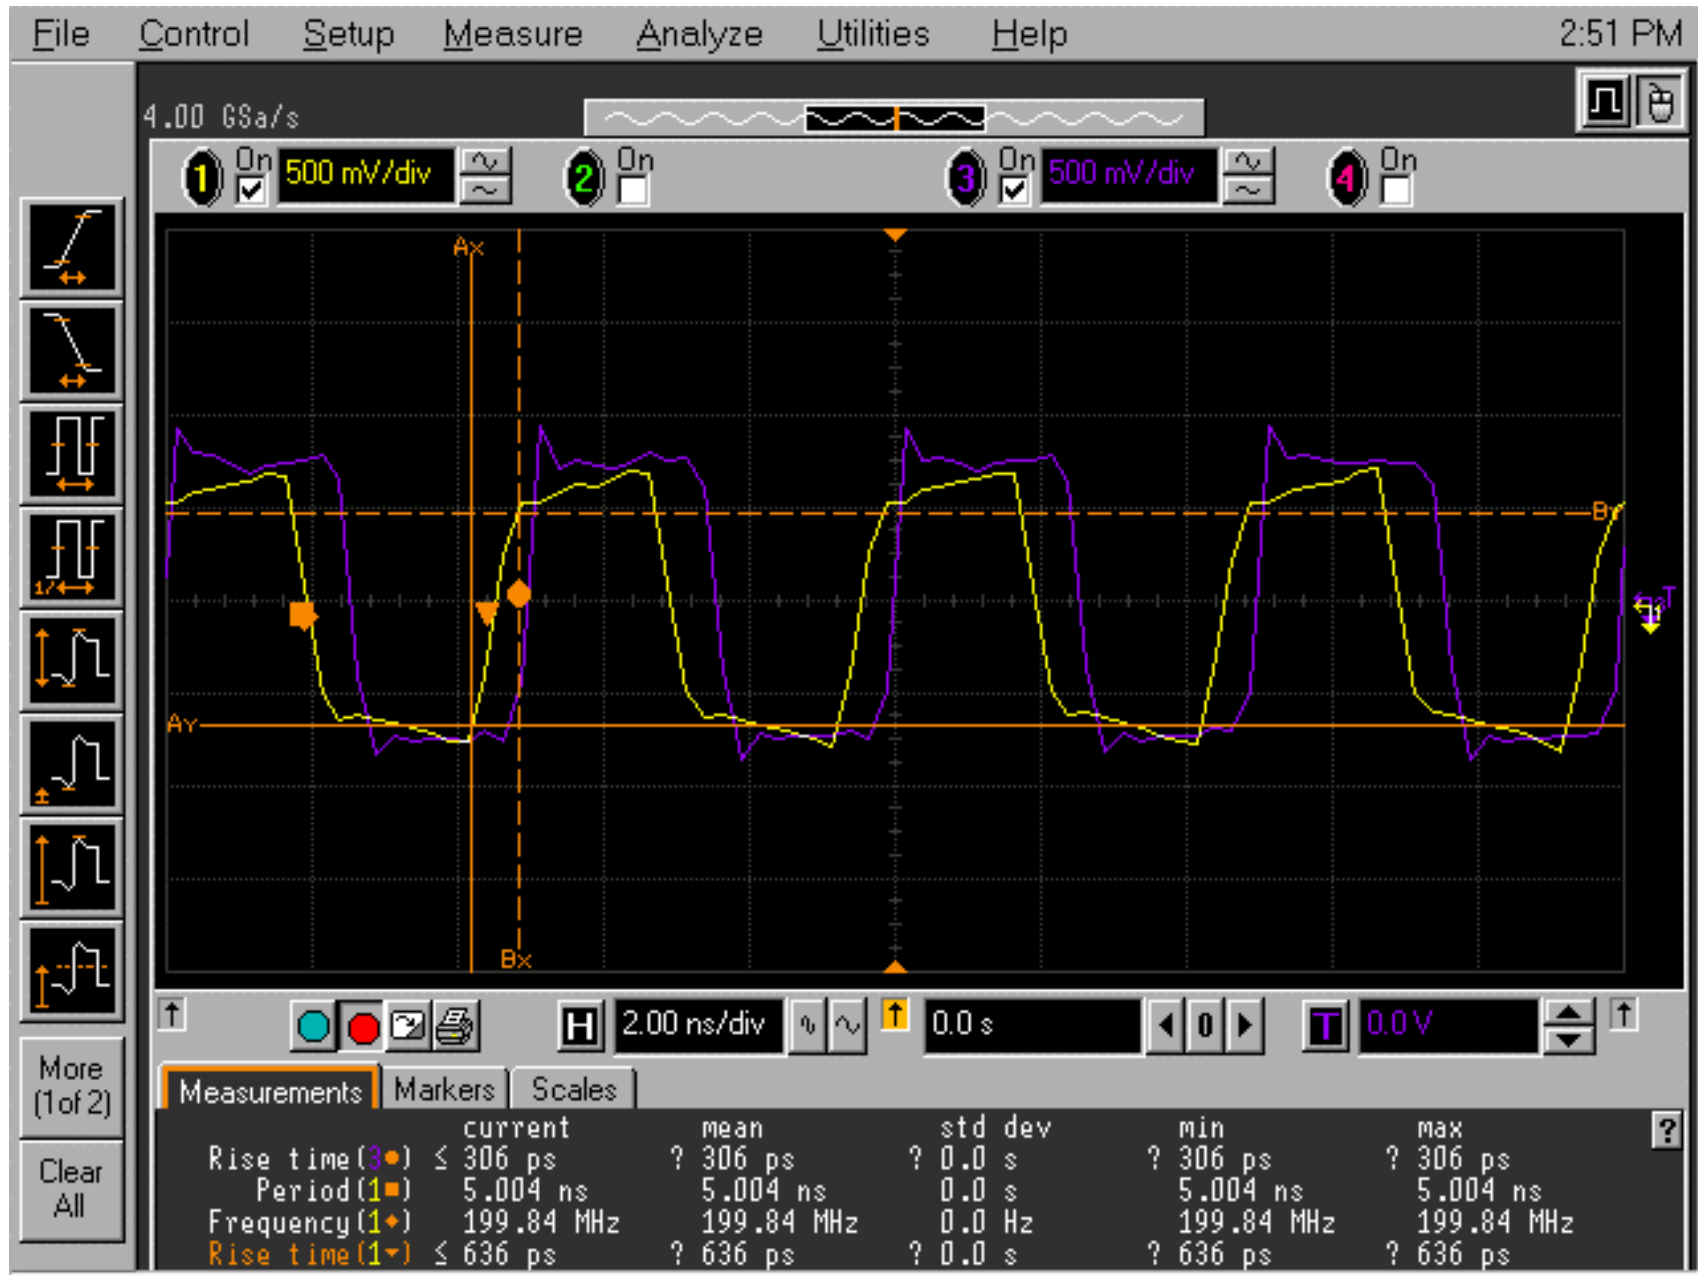 File Control Setup Measure Analyze Utilities Help 2:51 PM
4.00 GSa/s
1 On 500 mV/div 2 On 3 On 500 mV/div 4 On
Ax
By
Ay
T
Bx
1/
H 2.00 ns/div 0.0 s 0 T 0.0 V
More
(1of 2)
Clear
All
Measurements Markers Scales
current mean std dev min max
Rise time(3●) ≤ 306 ps ? 306 ps ? 0.0 s ? 306 ps ? 306 ps
Period(1■) 5.004 ns 5.004 ns 0.0 s 5.004 ns 5.004 ns
Frequency(1♦) 199.84 MHz 199.84 MHz 0.0 Hz 199.84 MHz 199.84 MHz
Rise time(1▾) ≤ 636 ps ? 636 ps ? 0.0 s ? 636 ps ? 636 ps
?